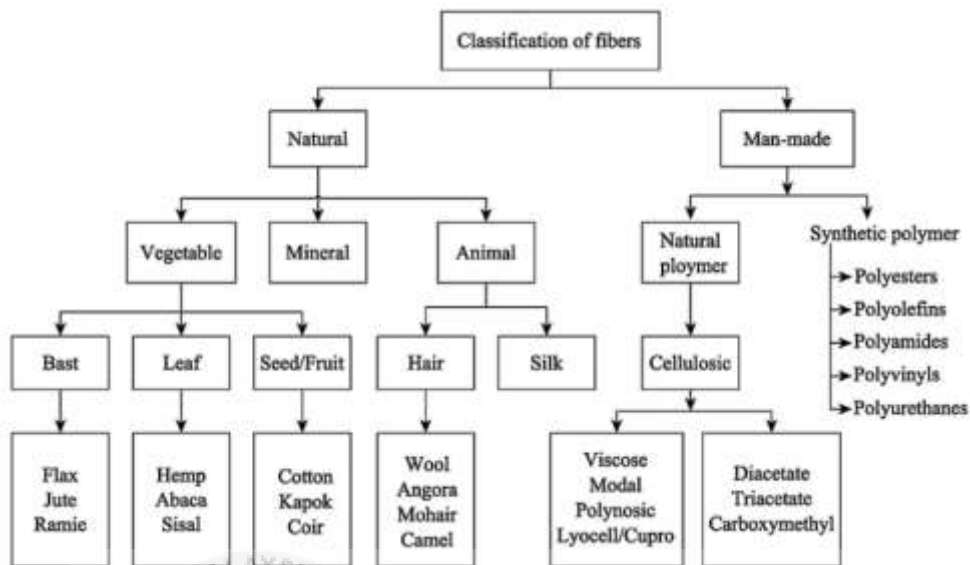 Classification of fibers
Natural
Man-made
Vegetable
Mineral
Animal
Natural
ploymer
Synthetic polymer
Polyesters
Polyolefins
Polyamides
Polyvinyls
Polyurethanes
Bast
Leaf
Seed/Fruit
Hair
Silk
Cellulosic
Flax
Jute
Ramie
Hemp
Abaca
Sisal
Cotton
Kapok
Coir
Wool
Angora
Mohair
Camel
Viscose
Modal
Polynosic
Lyocell/Cupro
Diacetate
Triacetate
Carboxymethyl